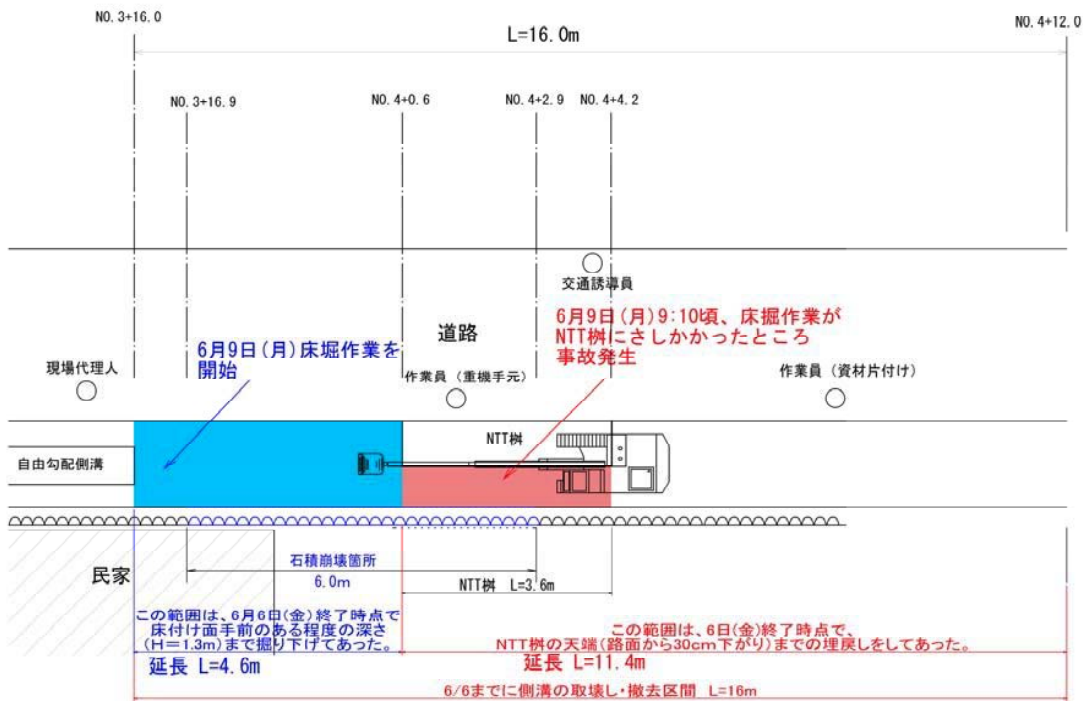 NO.3+16.0
L=16.0m
NO.4+12.0
NO.3+16.9
NO.4+0.6
NO.4+2.9
NO.4+4.2
交通誘導員
道路
6月9日(月)9:10頃、床掘作業が
NTT桝にさしかかったところ
事故発生
6月9日(月)床堀作業を
開始
現場代理人
作業員(重機手元)
作業員(資材片付け)
NTT桝
自由勾配側溝
石積崩壊箇所
6.0m
民家
NTT桝 L=3.6m
この範囲は、6月6日(金)終了時点で
床付け面手前のある程度の深さ
(H=1.3m)まで掘り下げてあった。
延長 L=4.6m
この範囲は、6日(金)終了時点で、
NTT桝の天端(路面から30cm下がり)までの埋戻しをしてあった。
延長 L=11.4m
6/6までに側溝の取壊し・撤去区間 L=16m